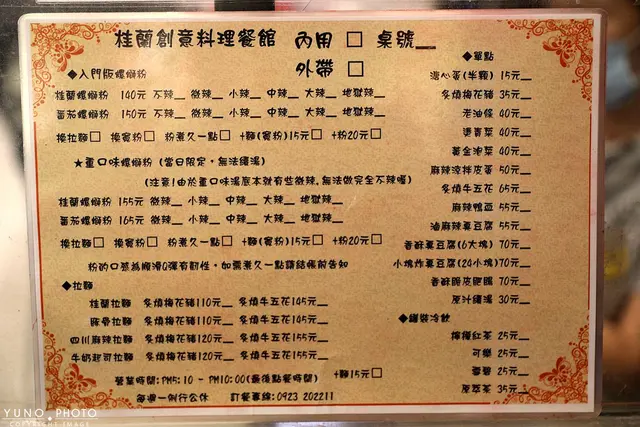 桂蘭創意料理餐館 內用 □ 桌號__
外帶 □
◆入門版螺螄粉
桂蘭螺螄粉 140元 不辣__ 微辣__ 小辣__ 中辣__ 大辣__ 地獄辣__
番茄螺螄粉 150元 不辣__ 微辣__ 小辣__ 中辣__ 大辣__ 地獄辣__
換拉麵□ 換寬粉□ 粉煮久一點□ +麵(寬粉)15元□ +粉20元□
★重口味螺螄粉 (當日限定,無法續湯)
(注意!由於重口味湯底本就有些微辣,無法做完全不辣喔)
桂蘭螺螄粉 155元 微辣__ 小辣__ 中辣__ 大辣__ 地獄辣__
番茄螺螄粉 165元 微辣__ 小辣__ 中辣__ 大辣__ 地獄辣__
換拉麵□ 換寬粉□ 粉煮久一點□ +麵(寬粉)15元□ +粉20元□
粉的口感絲順滑Q彈有韌性,如需煮久一點請結帳前告知
◆拉麵
桂蘭拉麵 炙燒梅花豬110元__ 炙燒牛五花145元__
豚骨拉麵 炙燒梅花豬110元__ 炙燒牛五花145元__
四川麻辣拉麵 炙燒梅花豬120元__ 炙燒牛五花155元__
牛奶起司拉麵 炙燒梅花豬120元__ 炙燒牛五花155元__
+麵15元□
營業時間:PM5:10 - PM10:00
每週一例行公休 訂餐專線:0923 202211
◆單點
溏心蛋(半顆) 15元__
炙燒梅花豬 35元__
老油條 40元__
燙青菜 40元__
黃金泡菜 40元__
麻辣涼拌皮蛋 50元__
炙燒牛五花 65元__
麻辣鴨血 55元__
滷麻辣臭豆腐 55元__
香酥臭豆腐(6大塊) 70元__
小塊炸臭豆腐(24小塊) 70元__
香酥脆肥腸 70元__
30元__
檸檬紅茶 25元__
可樂 25元__
雪碧 25元__
35元__
YUNO PHOTO
COPYRIGHT IMAGE